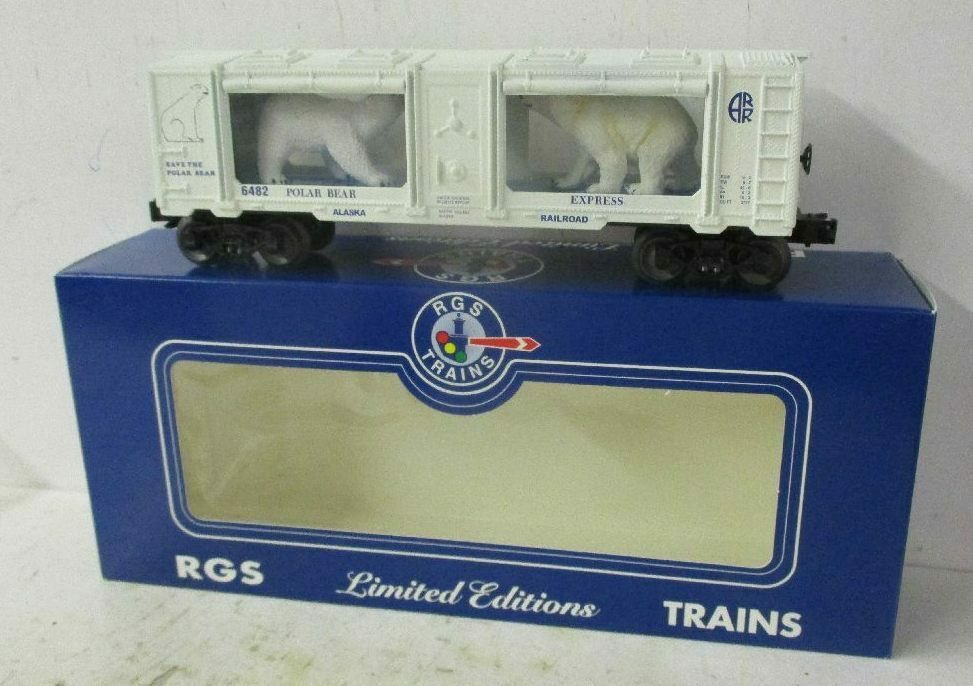 SAVE THE
POLAR BEAR
6482 POLAR BEAR
ALASKA
EXPRESS
RAILROAD
ARR
RGS
TRAINS
RGS
Limited Editions
TRAINS